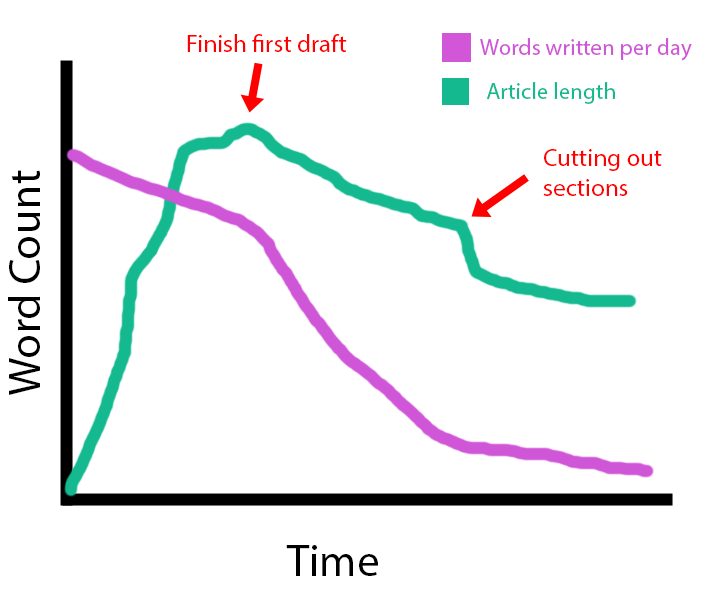 Finish first draft
Words written per day
Article length
Cutting out
sections
Word Count
Time